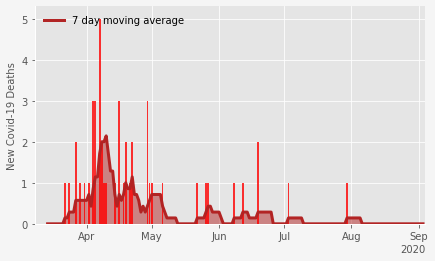 7 day moving average
New Covid-19 Deaths
5
4
3
2
1
0
Apr
May
Jun
Jul
Aug
Sep
2020